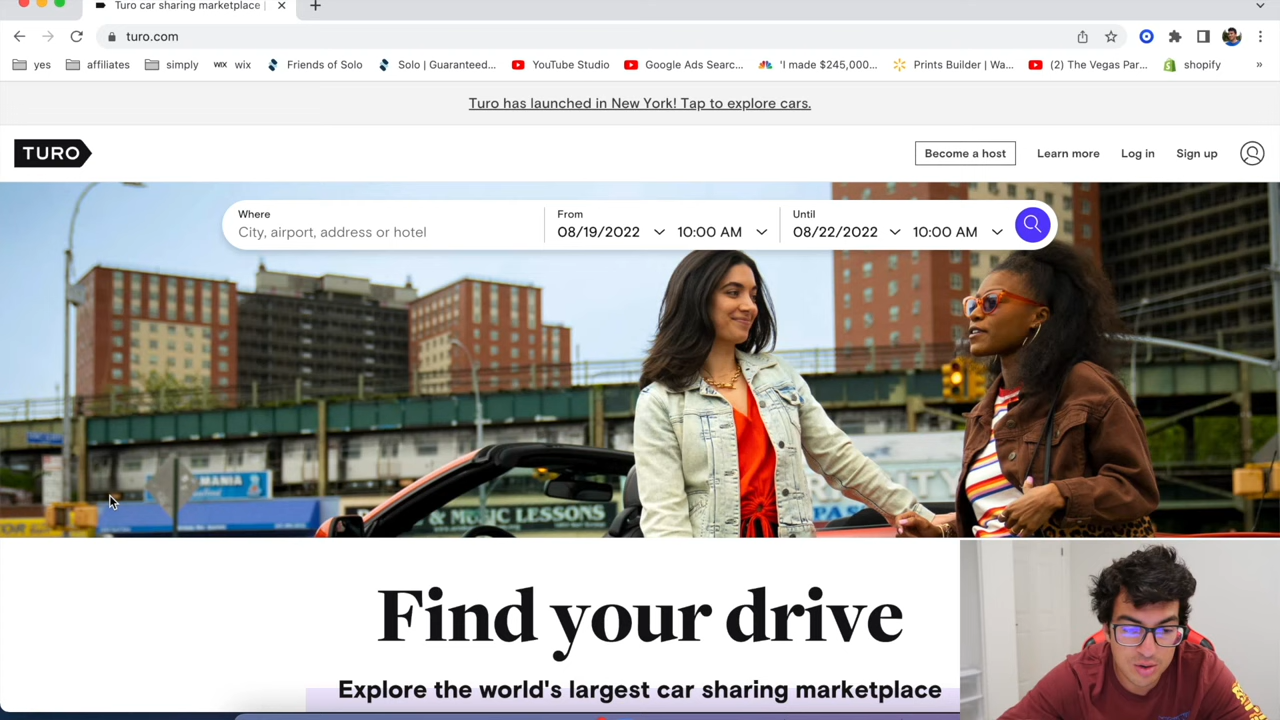 Turo car sharing marketplace |
turo.com
yes
affiliates
simply
WIX wix
Friends of Solo
Solo | Guaranteed...
YouTube Studio
Google Ads Searc...
'I made $245,000...
Prints Builder | Wa...
(2) The Vegas Par...
shopify
»
Turo has launched in New York! Tap to explore cars.
TURO
Become a host
Learn more
Log in
Sign up
Where
City, airport, address or hotel
From
08/19/2022
10:00 AM
Until
08/22/2022
10:00 AM
MANIA
& MUSIC LESSONS
Find your drive
Explore the world's largest car sharing marketplace